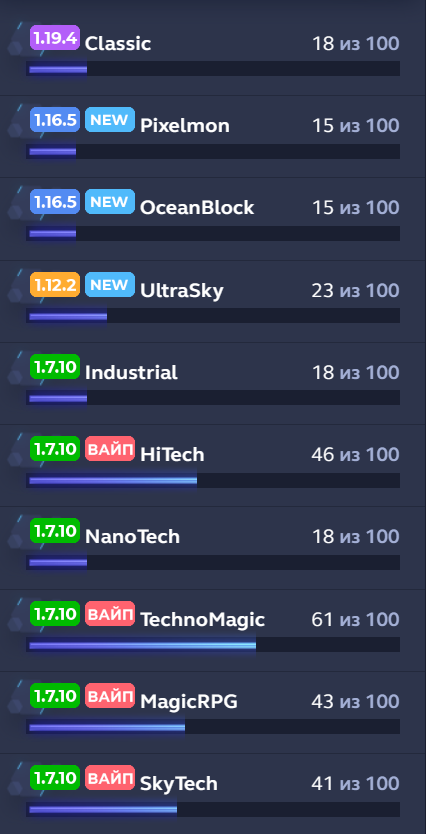 1.19.4 Classic 18 из 100
1.16.5 NEW Pixelmon 15 из 100
1.16.5 NEW OceanBlock 15 из 100
1.12.2 NEW UltraSky 23 из 100
1.7.10 Industrial 18 из 100
1.7.10 ВАЙП HiTech 46 из 100
1.7.10 NanoTech 18 из 100
1.7.10 ВАЙП TechnoMagic 61 из 100
1.7.10 ВАЙП MagicRPG 43 из 100
1.7.10 ВАЙП SkyTech 41 из 100